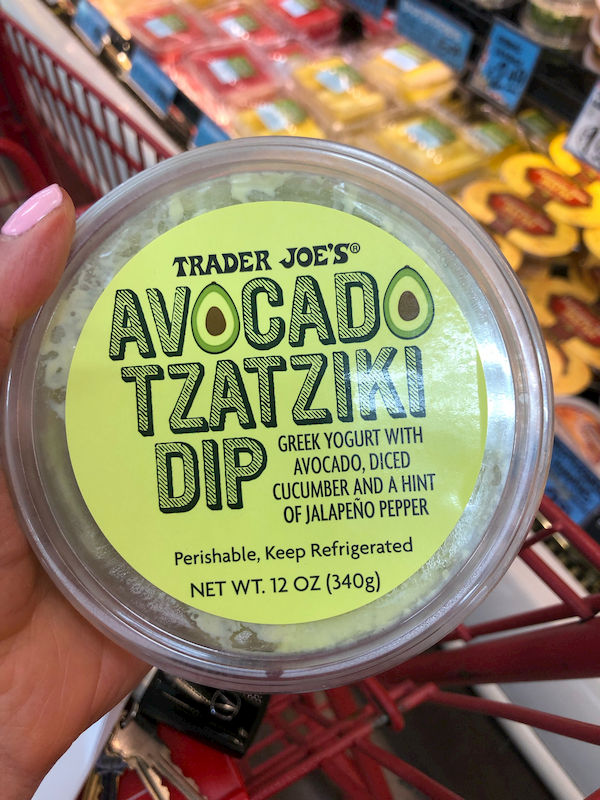 TRADER JOE'S®
AVOCADO
TZATZIKI
DIP
GREEK YOGURT WITH
AVOCADO, DICED
CUCUMBER AND A HINT
OF JALAPEÑO PEPPER
Perishable, Keep Refrigerated
NET WT. 12 OZ (340g)